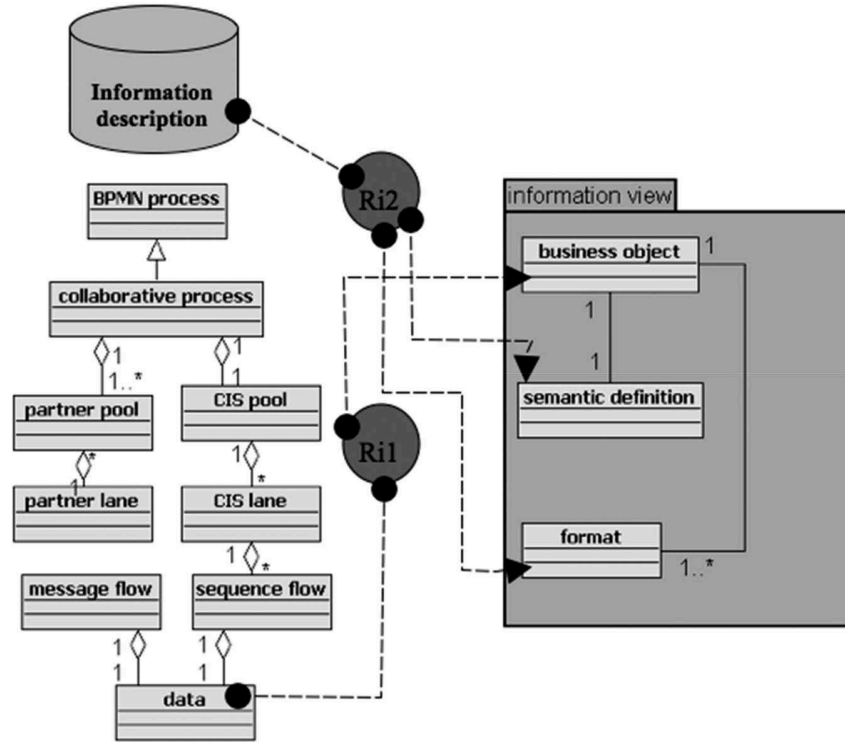 Information
description
BPMN process
collaborative process
1
1
1..*
1
partner pool
CIS pool
*
1
1
*
partner lane
CIS lane
1
*
message flow
sequence flow
1
1
1
1
data
Ri2
Ri1
information view
business object
1
1
1
semantic definition
format
1..*